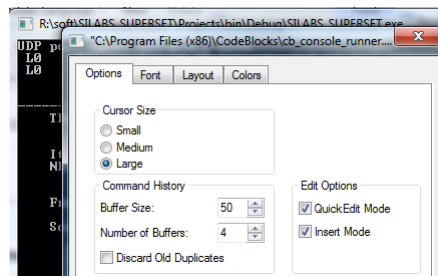 R:\soft\SILABS_SUPERSET\Projects\bin\Debug\SILABS_SUPERSET.exe
UDP po
"C:\Program Files (x86)\CodeBlocks\cb_console_runner....
L0
L0
Options Font Layout Colors
Cursor Size
Small
Medium
Large
Command History
Buffer Size: 50
Number of Buffers: 4
Discard Old Duplicates
Edit Options
QuickEdit Mode
Insert Mode